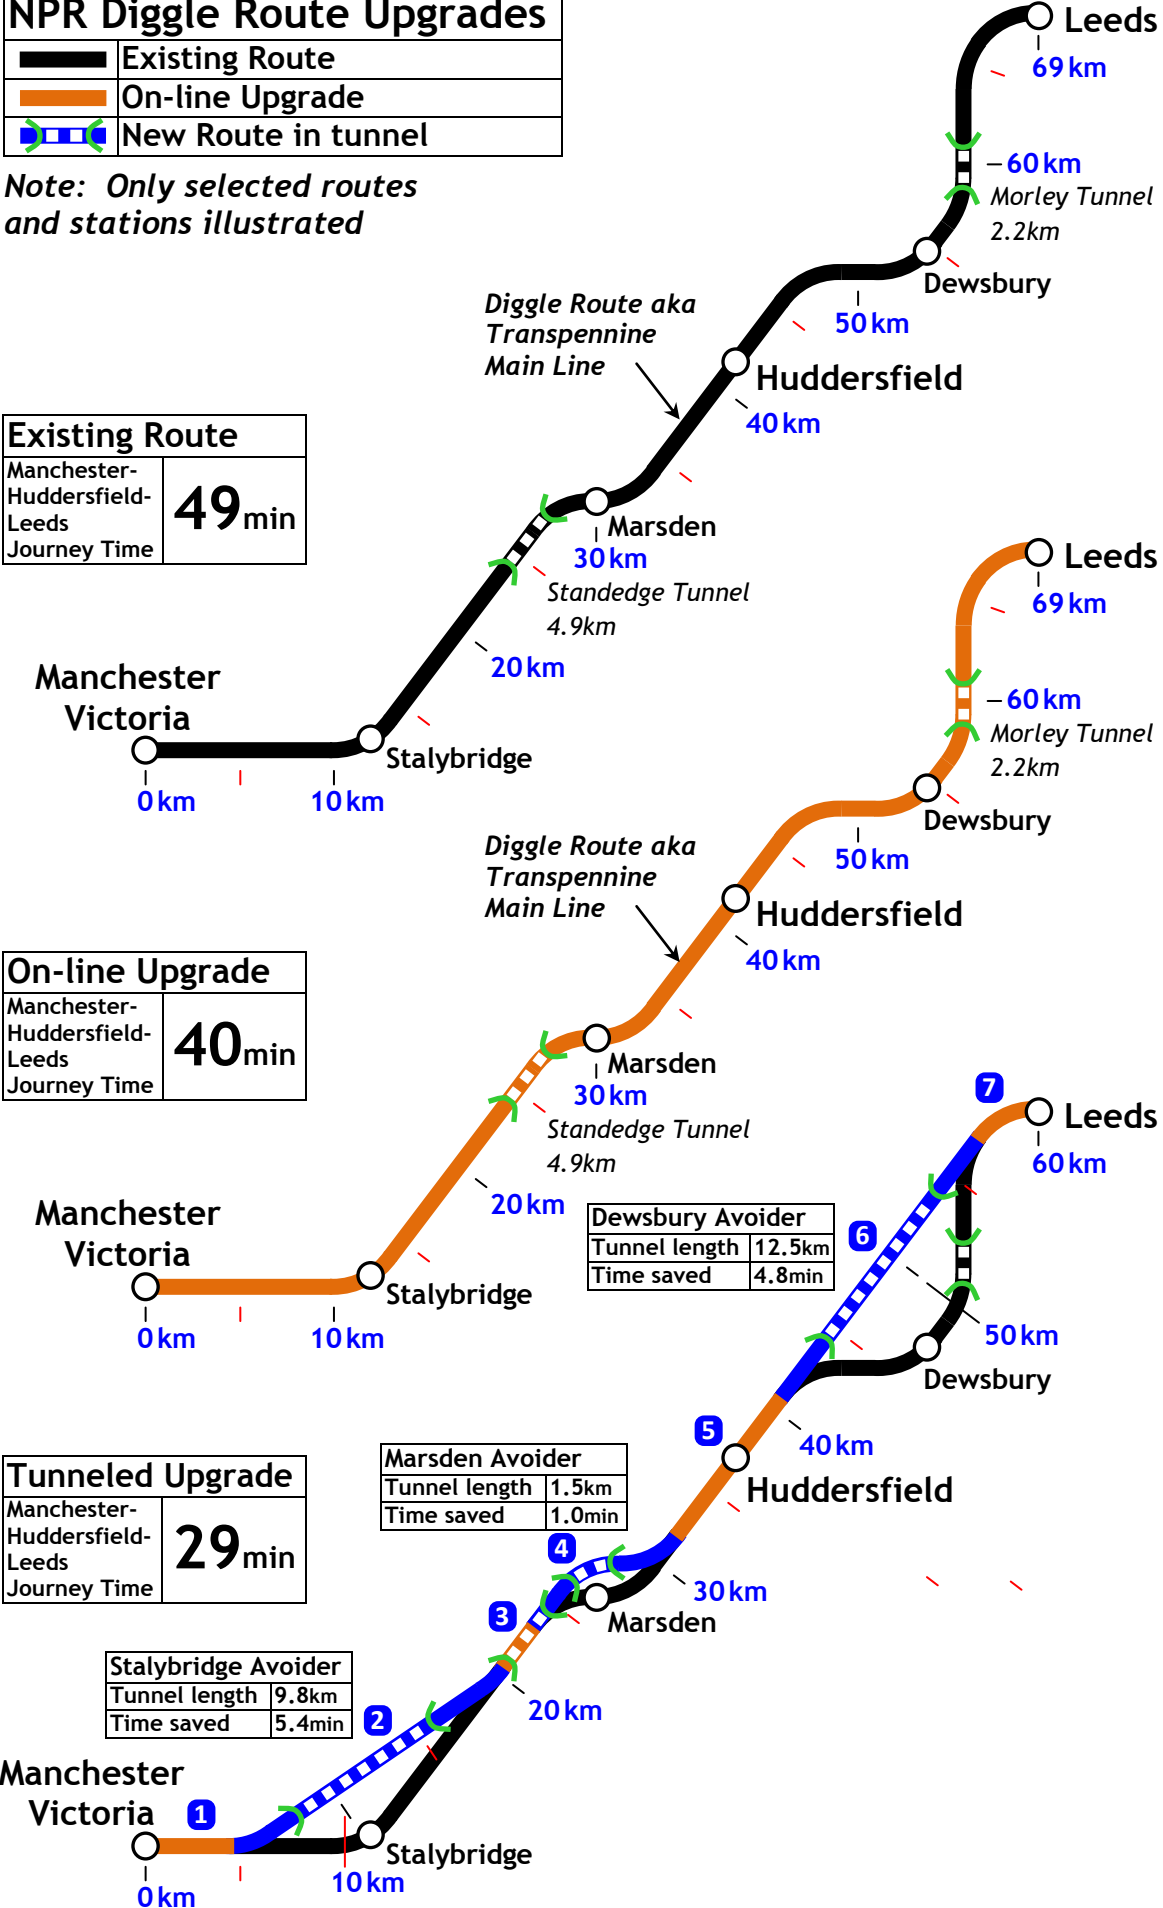 NPR Diggle Route Upgrades
Existing Route
On-line Upgrade
New Route in tunnel
Note: Only selected routes
and stations illustrated
Leeds
69 km
60 km
Morley Tunnel
2.2km
Dewsbury
50 km
Diggle Route aka
Transpennine
Main Line
Huddersfield
40 km
Existing Route
Manchester-
Huddersfield-
Leeds
Journey Time
49min
Marsden
30 km
Standedge Tunnel
4.9km
20 km
Manchester
Victoria
Stalybridge
0 km
10 km
Leeds
69 km
60 km
Morley Tunnel
2.2km
Dewsbury
50 km
Diggle Route aka
Transpennine
Main Line
Huddersfield
40 km
On-line Upgrade
Manchester-
Huddersfield-
Leeds
Journey Time
40min
Marsden
30 km
Standedge Tunnel
4.9km
20 km
Manchester
Victoria
Stalybridge
0 km
10 km
7
Leeds
60 km
Dewsbury Avoider
Tunnel length 12.5km
Time saved 4.8min
6
50 km
Dewsbury
5
40 km
Huddersfield
Marsden Avoider
Tunnel length 1.5km
Time saved 1.0min
Tunneled Upgrade
Manchester-
Huddersfield-
Leeds
Journey Time
29min
4
30 km
Marsden
3
Stalybridge Avoider
Tunnel length 9.8km
Time saved 5.4min
2
20 km
Manchester
Victoria
1
Stalybridge
0 km
10 km